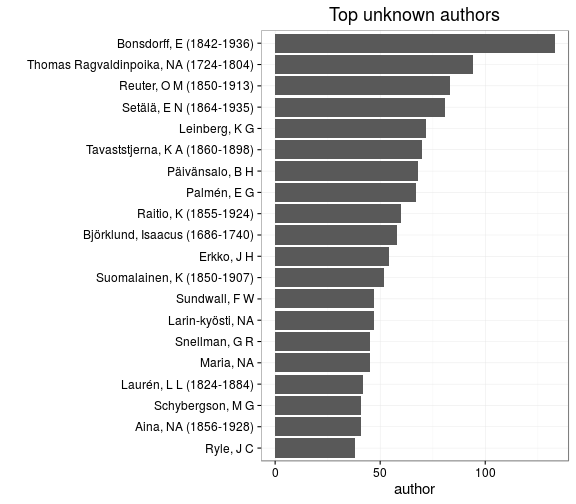 Top unknown authors
Bonsdorff, E (1842-1936)
Thomas Ragvaldinpoika, NA (1724-1804)
Reuter, O M (1850-1913)
Setälä, E N (1864-1935)
Leinberg, K G
Tavaststjerna, K A (1860-1898)
Päivänsalo, B H
Palmén, E G
Raitio, K (1855-1924)
Björklund, Isaacus (1686-1740)
Erkko, J H
Suomalainen, K (1850-1907)
Sundwall, F W
Larin-kyösti, NA
Snellman, G R
Maria, NA
Laurén, L L (1824-1884)
Schybergson, M G
Aina, NA (1856-1928)
Ryle, J C
0 50 100
author